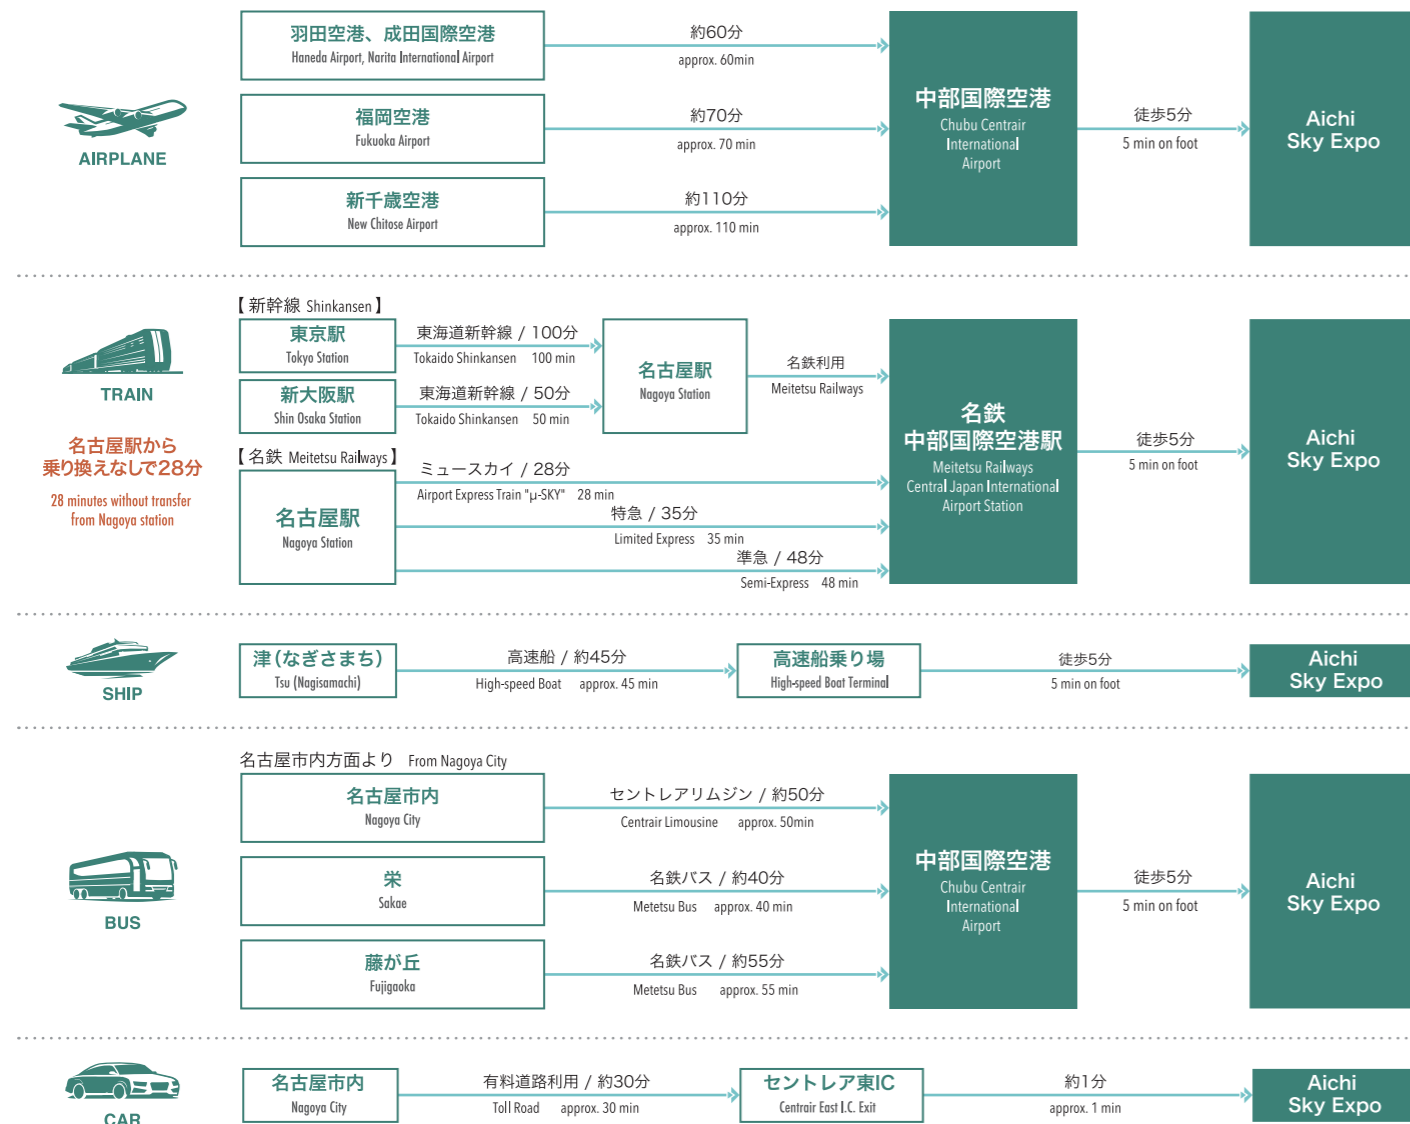 羽田空港、成田国際空港
Haneda Airport, Narita International Airport
約60分
approx. 60min
福岡空港
Fukuoka Airport
約70分
approx. 70 min
新千歳空港
New Chitose Airport
約110分
approx. 110 min
AIRPLANE
中部国際空港
Chubu Centrair
International
Airport
徒歩5分
5 min on foot
Aichi
Sky Expo
TRAIN
名古屋駅から
乗り換えなしで28分
28 minutes without transfer
from Nagoya station
【 新幹線 Shinkansen 】
東京駅
Tokyo Station
東海道新幹線 / 100分
Tokaido Shinkansen 100 min
新大阪駅
Shin Osaka Station
東海道新幹線 / 50分
Tokaido Shinkansen 50 min
名古屋駅
Nagoya Station
名鉄利用
Meitetsu Railways
【 名鉄 Meitetsu Railways 】
名古屋駅
Nagoya Station
ミュースカイ / 28分
Airport Express Train "μ-SKY" 28 min
特急 / 35分
Limited Express 35 min
準急 / 48分
Semi-Express 48 min
名鉄
中部国際空港駅
Meitetsu Railways
Central Japan International
Airport Station
徒歩5分
5 min on foot
Aichi
Sky Expo
SHIP
津（なぎさまち）
Tsu (Nagisamachi)
高速船 / 約45分
High-speed Boat approx. 45 min
高速船乗り場
High-speed Boat Terminal
徒歩5分
5 min on foot
Aichi
Sky Expo
BUS
名古屋市内方面より From Nagoya City
名古屋市内
Nagoya City
セントレアリムジン / 約50分
Centrair Limousine approx. 50min
栄
Sakae
名鉄バス / 約40分
Metetsu Bus approx. 40 min
藤が丘
Fujigaoka
名鉄バス / 約55分
Metetsu Bus approx. 55 min
中部国際空港
Chubu Centrair
International
Airport
徒歩5分
5 min on foot
Aichi
Sky Expo
CAR
名古屋市内
Nagoya City
有料道路利用 / 約30分
Toll Road approx. 30 min
セントレア東IC
Centrair East I.C. Exit
約1分
approx. 1 min
Aichi
Sky Expo